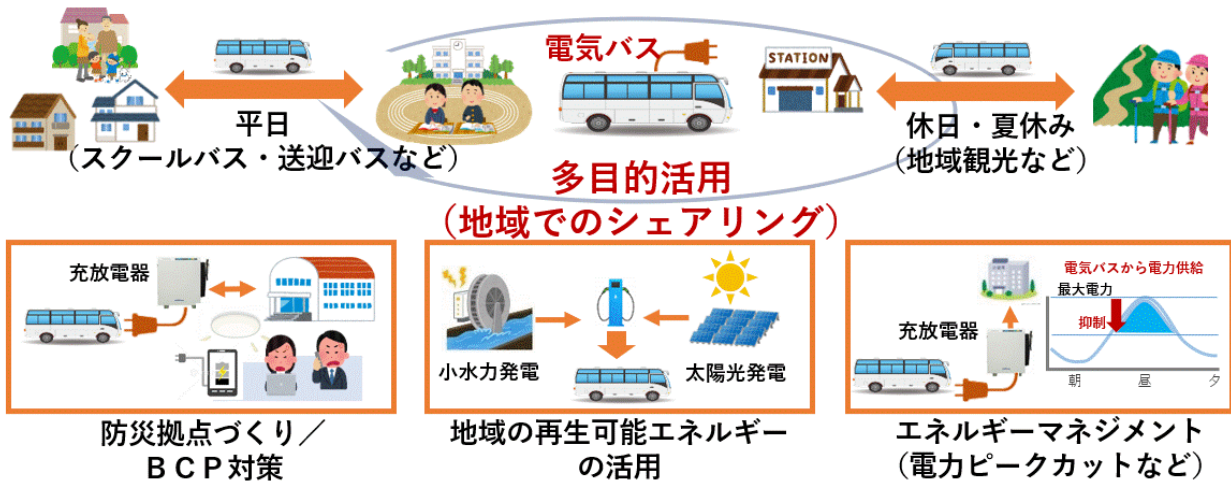 電気バス
STATION
平日
(スクールバス・送迎バスなど)
休日・夏休み
(地域観光など)
多目的活用
(地域でのシェアリング)
充放電器
防災拠点づくり/
BCP対策
小水力発電
太陽光発電
地域の再生可能エネルギー
の活用
電気バスから電力供給
最大電力
抑制
充放電器
朝 昼 夕
エネルギーマネジメント
(電力ピークカットなど)